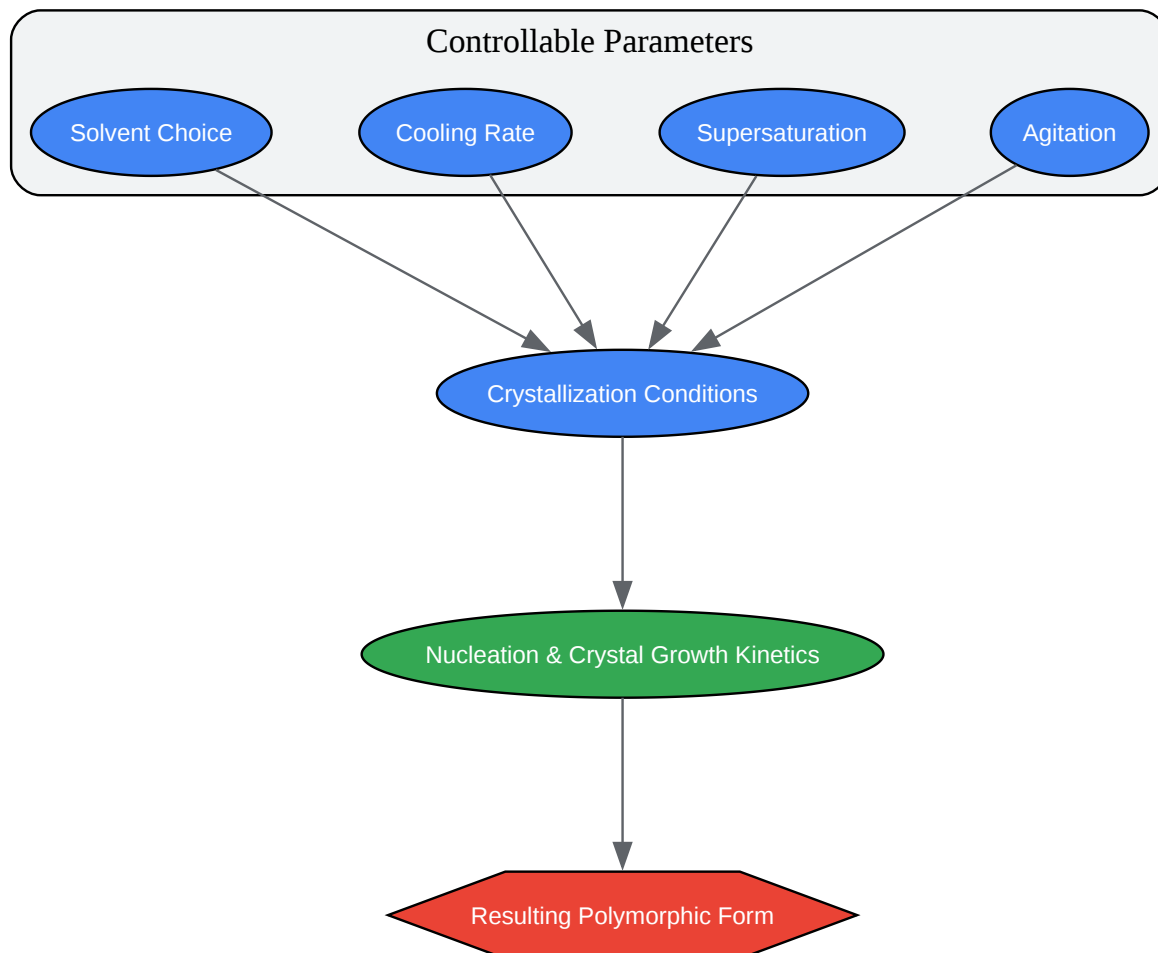 Controllable Parameters
Solvent Choice
Cooling Rate
Supersaturation
Agitation
Crystallization Conditions
Nucleation & Crystal Growth Kinetics
Resulting Polymorphic Form